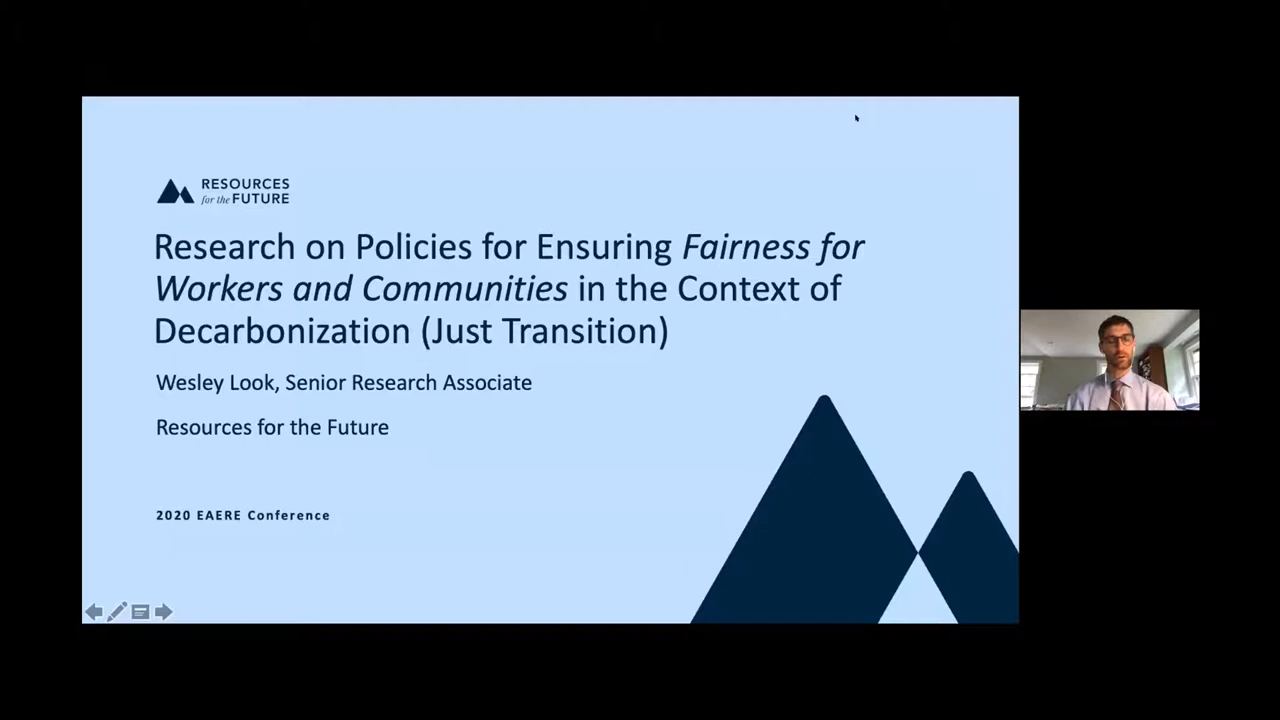 RESOURCES
for the FUTURE
Research on Policies for Ensuring Fairness for
Workers and Communities in the Context of
Decarbonization (Just Transition)
Wesley Look, Senior Research Associate
Resources for the Future
2020 EAERE Conference